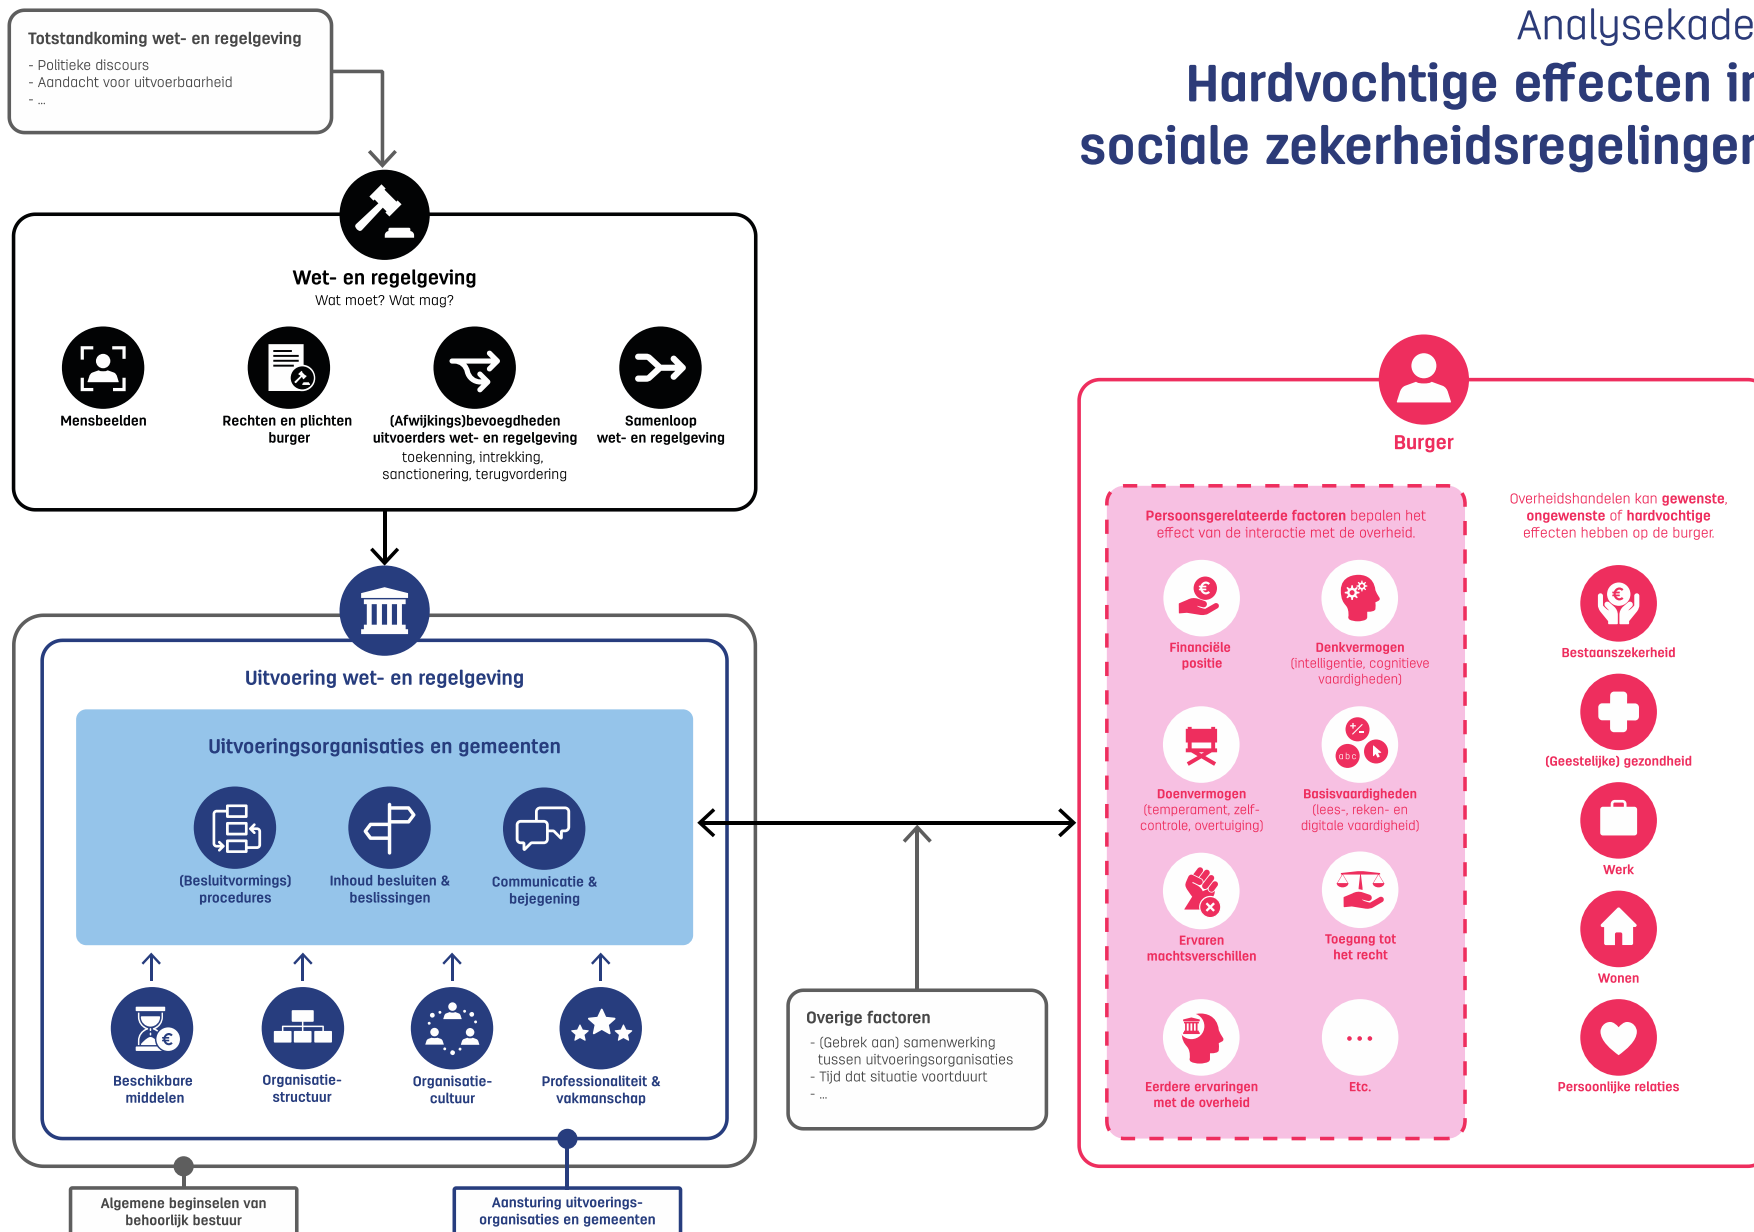 Totstandkoming wet- en regelgeving
- Politieke discours
- Aandacht voor uitvoerbaarheid
- ...
Analysekade
Hardvochtige effecten in
sociale zekerheidsregelingen
Wet- en regelgeving
Wat moet? Wat mag?
Mensbeelden
Rechten en plichten
burger
(Afwijkings)bevoegdheden
uitvoerders wet- en regelgeving
toekenning, intrekking,
sanctionering, terugvordering
Samenloop
wet- en regelgeving
Uitvoering wet- en regelgeving
Uitvoeringsorganisaties en gemeenten
(Besluitvormings)
procedures
Inhoud besluiten &
beslissingen
Communicatie &
bejegening
€
Beschikbare
middelen
Organisatie-
structuur
Organisatie-
cultuur
Professionaliteit &
vakmanschap
Algemene beginselen van
behoorlijk bestuur
Aansturing uitvoerings-
organisaties en gemeenten
Overige factoren
- (Gebrek aan) samenwerking
tussen uitvoeringsorganisaties
- Tijd dat situatie voortduurt
- ...
Burger
Persoonsgerelateerde factoren bepalen het
effect van de interactie met de overheid.
€
Financiële
positie
Denkvermogen
(intelligentie, cognitieve
vaardigheden)
Doenvermogen
(temperament, zelf-
controle, overtuiging)
abc
Basisvaardigheden
(lees-, reken- en
digitale vaardigheid)
Ervaren
machtsverschillen
Toegang tot
het recht
Eerdere ervaringen
met de overheid
...
Etc.
Overheidshandelen kan gewenste,
ongewenste of hardvochtige
effecten hebben op de burger.
€
Bestaanszekerheid
(Geestelijke) gezondheid
Werk
Wonen
Persoonlijke relaties